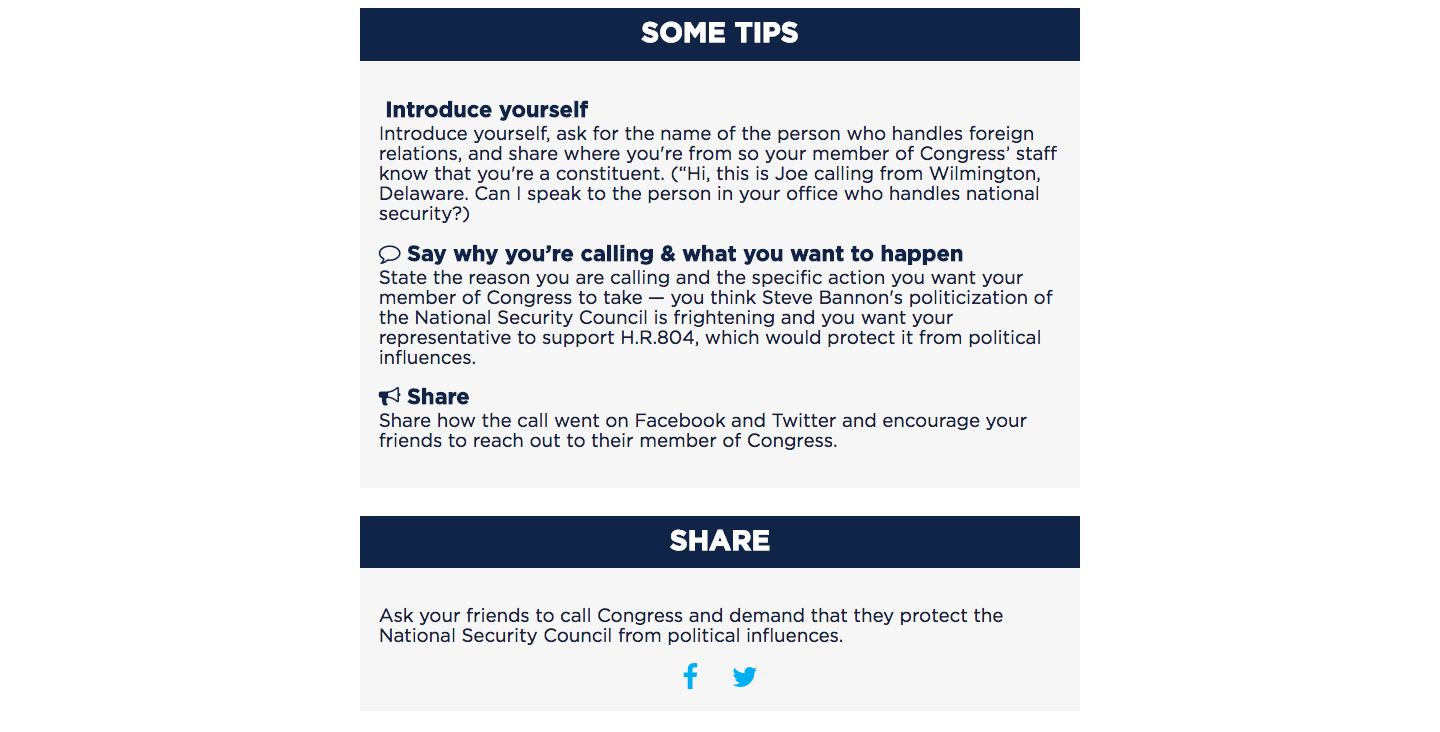 SOME TIPS
Introduce yourself
Introduce yourself, ask for the name of the person who handles foreign
relations, and share where you're from so your member of Congress’ staff
know that you're a constituent. (“Hi, this is Joe calling from Wilmington,
Delaware. Can I speak to the person in your office who handles national
security?)
Say why you’re calling & what you want to happen
State the reason you are calling and the specific action you want your
member of Congress to take — you think Steve Bannon's politicization of
the National Security Council is frightening and you want your
representative to support H.R.804, which would protect it from political
influences.
Share
Share how the call went on Facebook and Twitter and encourage your
friends to reach out to their member of Congress.
SHARE
Ask your friends to call Congress and demand that they protect the
National Security Council from political influences.